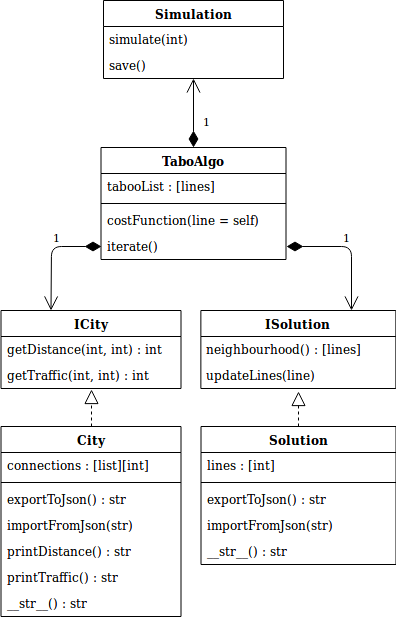 Simulation
simulate(int)
save()
1
TaboAlgo
tabooList : [lines]
costFunction(line = self)
iterate()
1
1
ICity
getDistance(int, int) : int
getTraffic(int, int) : int
ISolution
neighbourhood() : [lines]
updateLines(line)
City
connections : [list][int]
exportToJson() : str
importFromJson(str)
printDistance() : str
printTraffic() : str
__str__() : str
Solution
lines : [int]
exportToJson() : str
importFromJson(str)
__str__() : str